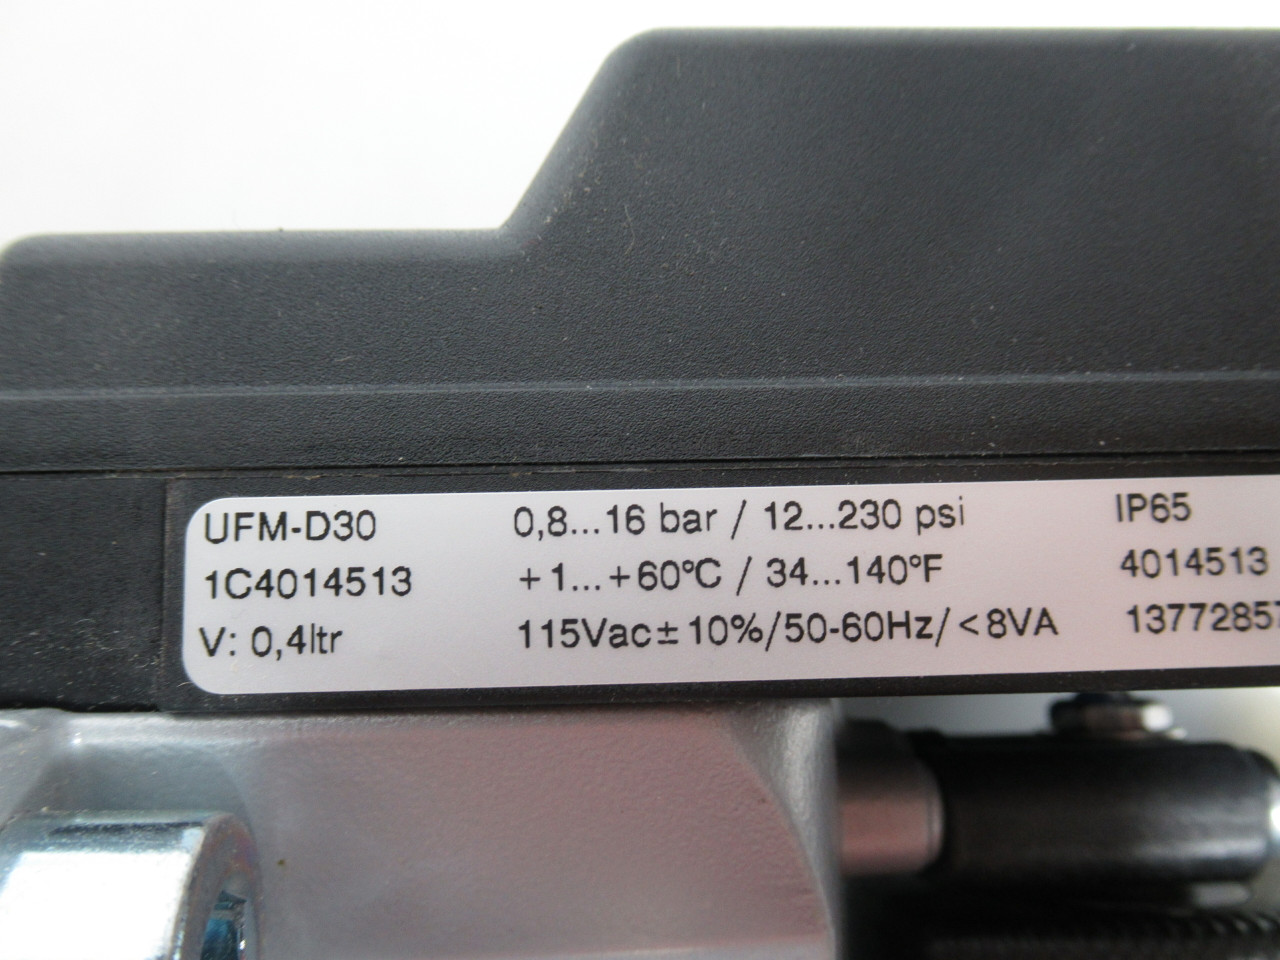 UFM-D30 0,8...16 bar / 12...230 psi IP65
1C4014513 +1...+60°C / 34...140°F 4014513
V: 0,4ltr 115Vac±10%/50-60Hz/<8VA 13772857